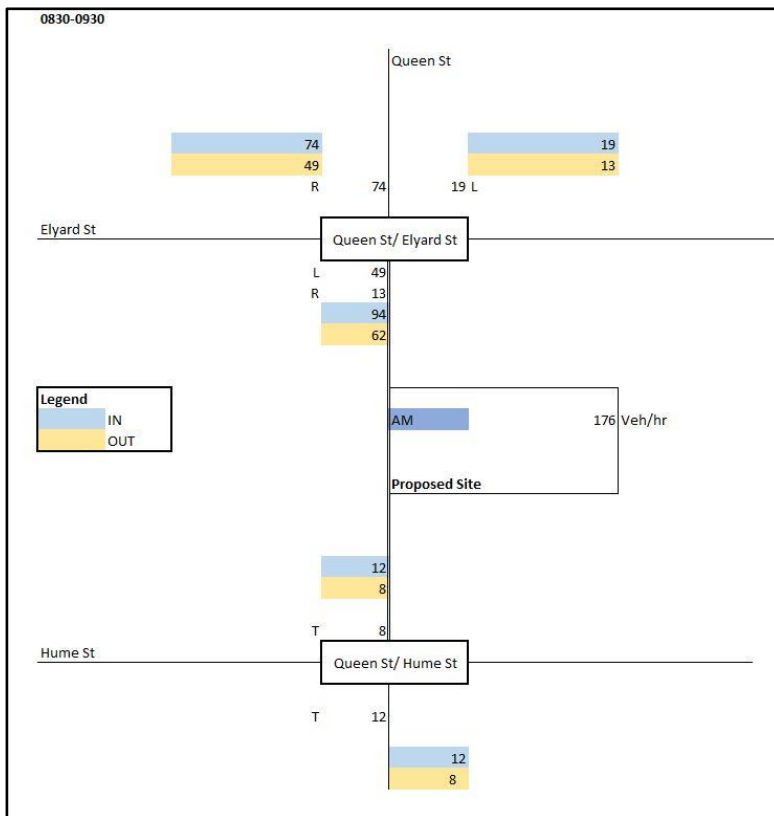 0830-0930
Queen St
74 19
49 13
R 74 19 L
Elyard St
Queen St/ Elyard St
L 49
R 13
94
62
Legend
IN
OUT
AM 176 Veh/hr
Proposed Site
12
8
T 8
Hume St
Queen St/ Hume St
T 12
12
8